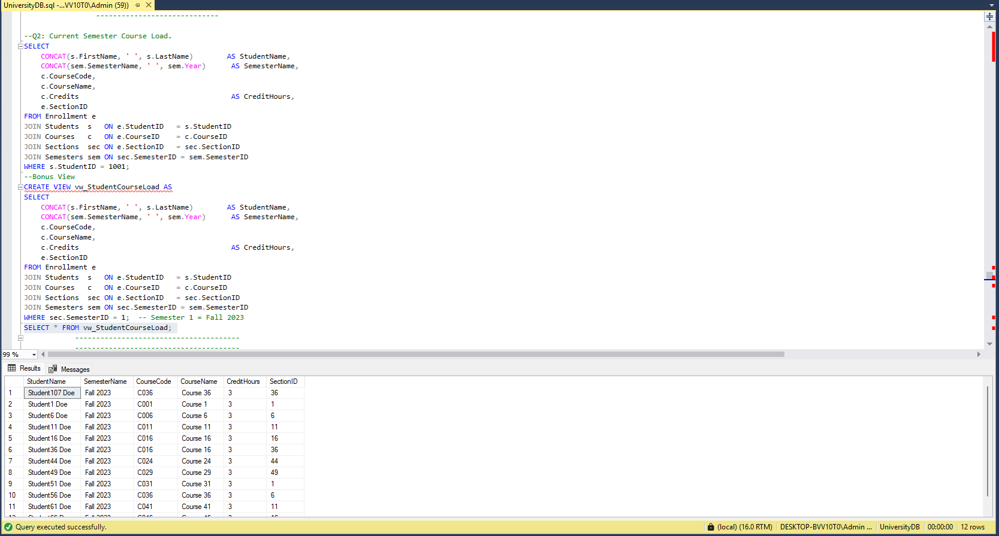 UniversityDB.sql -...VV10T0\Admin (59))
----------------------------
--Q2: Current Semester Course Load.
SELECT
CONCAT(s.FirstName, ' ', s.LastName) AS StudentName,
CONCAT(sem.SemesterName, ' ', sem.Year) AS SemesterName,
c.CourseCode,
c.CourseName,
c.Credits AS CreditHours,
e.SectionID
FROM Enrollment e
JOIN Students s ON e.StudentID = s.StudentID
JOIN Courses c ON e.CourseID = c.CourseID
JOIN Sections sec ON e.SectionID = sec.SectionID
JOIN Semesters sem ON sec.SemesterID = sem.SemesterID
WHERE s.StudentID = 1001;
--Bonus View
CREATE VIEW vw_StudentCourseLoad AS
SELECT
CONCAT(s.FirstName, ' ', s.LastName) AS StudentName,
CONCAT(sem.SemesterName, ' ', sem.Year) AS SemesterName,
c.CourseCode,
c.CourseName,
c.Credits AS CreditHours,
e.SectionID
FROM Enrollment e
JOIN Students s ON e.StudentID = s.StudentID
JOIN Courses c ON e.CourseID = c.CourseID
JOIN Sections sec ON e.SectionID = sec.SectionID
JOIN Semesters sem ON sec.SemesterID = sem.SemesterID
WHERE sec.SemesterID = 1; -- Semester 1 = Fall 2023
SELECT * FROM vw_StudentCourseLoad;
---------------------------------------
---------------------------------------
99 %
Results Messages
StudentName SemesterName CourseCode CourseName CreditHours SectionID
1 Student107 Doe Fall 2023 C036 Course 36 3 36
2 Student1 Doe Fall 2023 C001 Course 1 3 1
3 Student6 Doe Fall 2023 C006 Course 6 3 6
4 Student11 Doe Fall 2023 C011 Course 11 3 11
5 Student16 Doe Fall 2023 C016 Course 16 3 16
6 Student36 Doe Fall 2023 C016 Course 16 3 36
7 Student44 Doe Fall 2023 C024 Course 24 3 44
8 Student49 Doe Fall 2023 C029 Course 29 3 49
9 Student51 Doe Fall 2023 C031 Course 31 3 1
10 Student56 Doe Fall 2023 C036 Course 36 3 6
11 Student61 Doe Fall 2023 C041 Course 41 3 11
Query executed successfully. (local) (16.0 RTM) DESKTOP-BVV10T0\Admin ... UniversityDB 00:00:00 12 rows